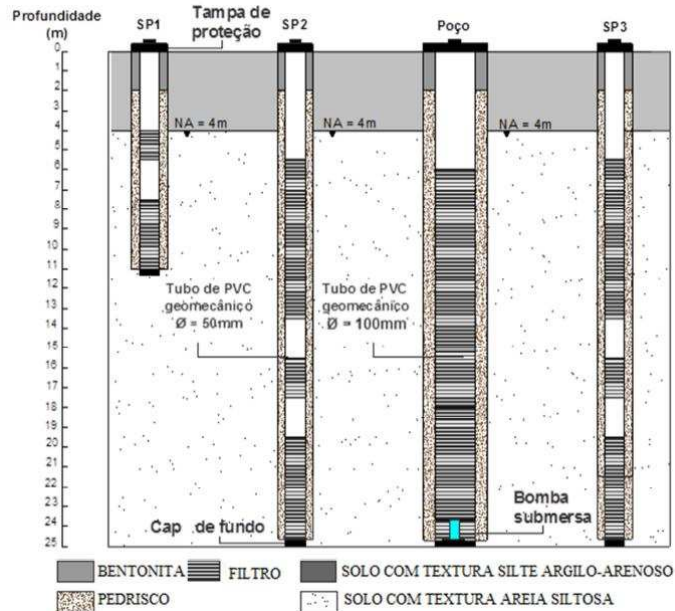 Profundidade
(m)
SP1
Tampa de
proteção
SP2
Poço
SP3
0
1
2
3
4
5
6
7
8
9
10
11
12
13
14
15
16
17
18
19
20
21
22
23
24
25
NA = 4m
NA = 4m
NA = 4m
Tubo de PVC
geomecâniço
Ø = 50mm
Tubo de PVC
geomecânico
Ø = 100mm
Cap de fundo
Bomba
submersa
BENTONITA
FILTRO
SOLO COM TEXTURA SILTE ARGILO-ARENOSO
PEDRISCO
SOLO COM TEXTURA AREIA SILTOSA